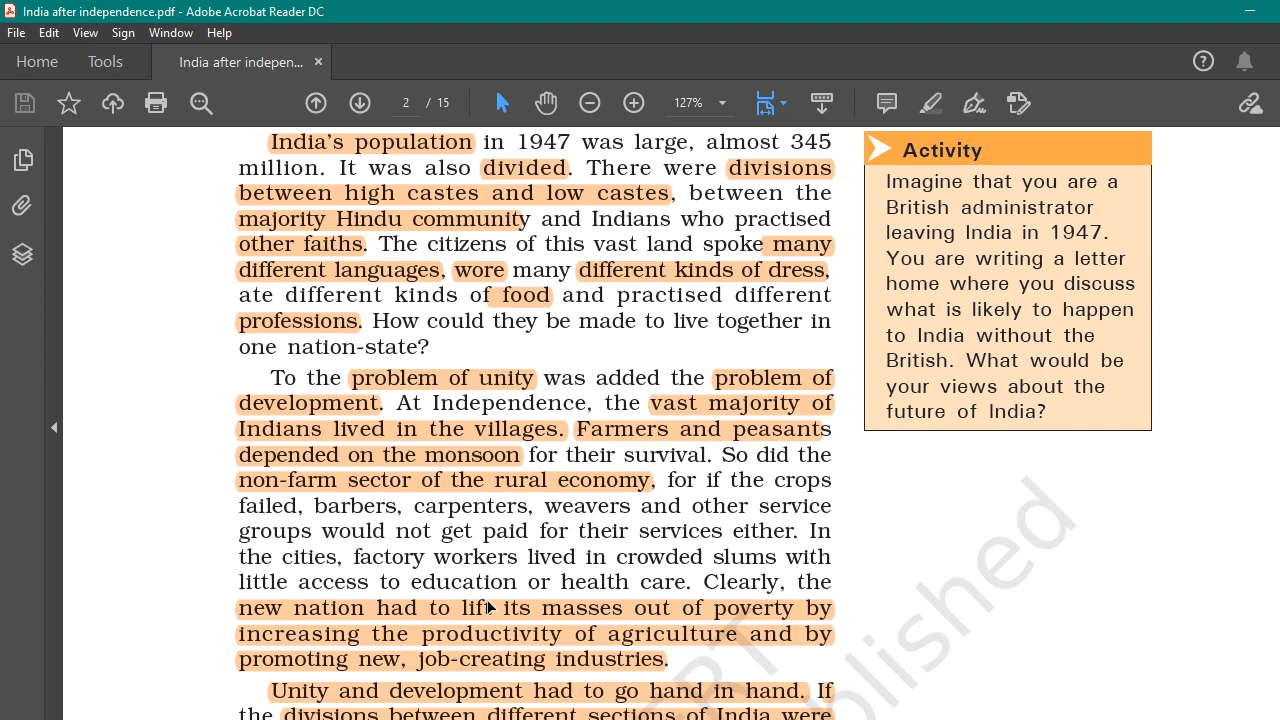 India after independence.pdf - Adobe Acrobat Reader DC
File Edit View Sign Window Help
Home Tools India after indepen... ×
2 / 15 127%
India's population in 1947 was large, almost 345
million. It was also divided. There were divisions
between high castes and low castes, between the
majority Hindu community and Indians who practised
other faiths. The citizens of this vast land spoke many
different languages, wore many different kinds of dress,
ate different kinds of food and practised different
professions. How could they be made to live together in
one nation-state?
To the problem of unity was added the problem of
development. At Independence, the vast majority of
Indians lived in the villages. Farmers and peasants
depended on the monsoon for their survival. So did the
non-farm sector of the rural economy, for if the crops
failed, barbers, carpenters, weavers and other service
groups would not get paid for their services either. In
the cities, factory workers lived in crowded slums with
little access to education or health care. Clearly, the
new nation had to lift its masses out of poverty by
increasing the productivity of agriculture and by
promoting new, job-creating industries.
Unity and development had to go hand in hand. If
the divisions between different sections of India were
Activity
Imagine that you are a
British administrator
leaving India in 1947.
You are writing a letter
home where you discuss
what is likely to happen
to India without the
British. What would be
your views about the
future of India?